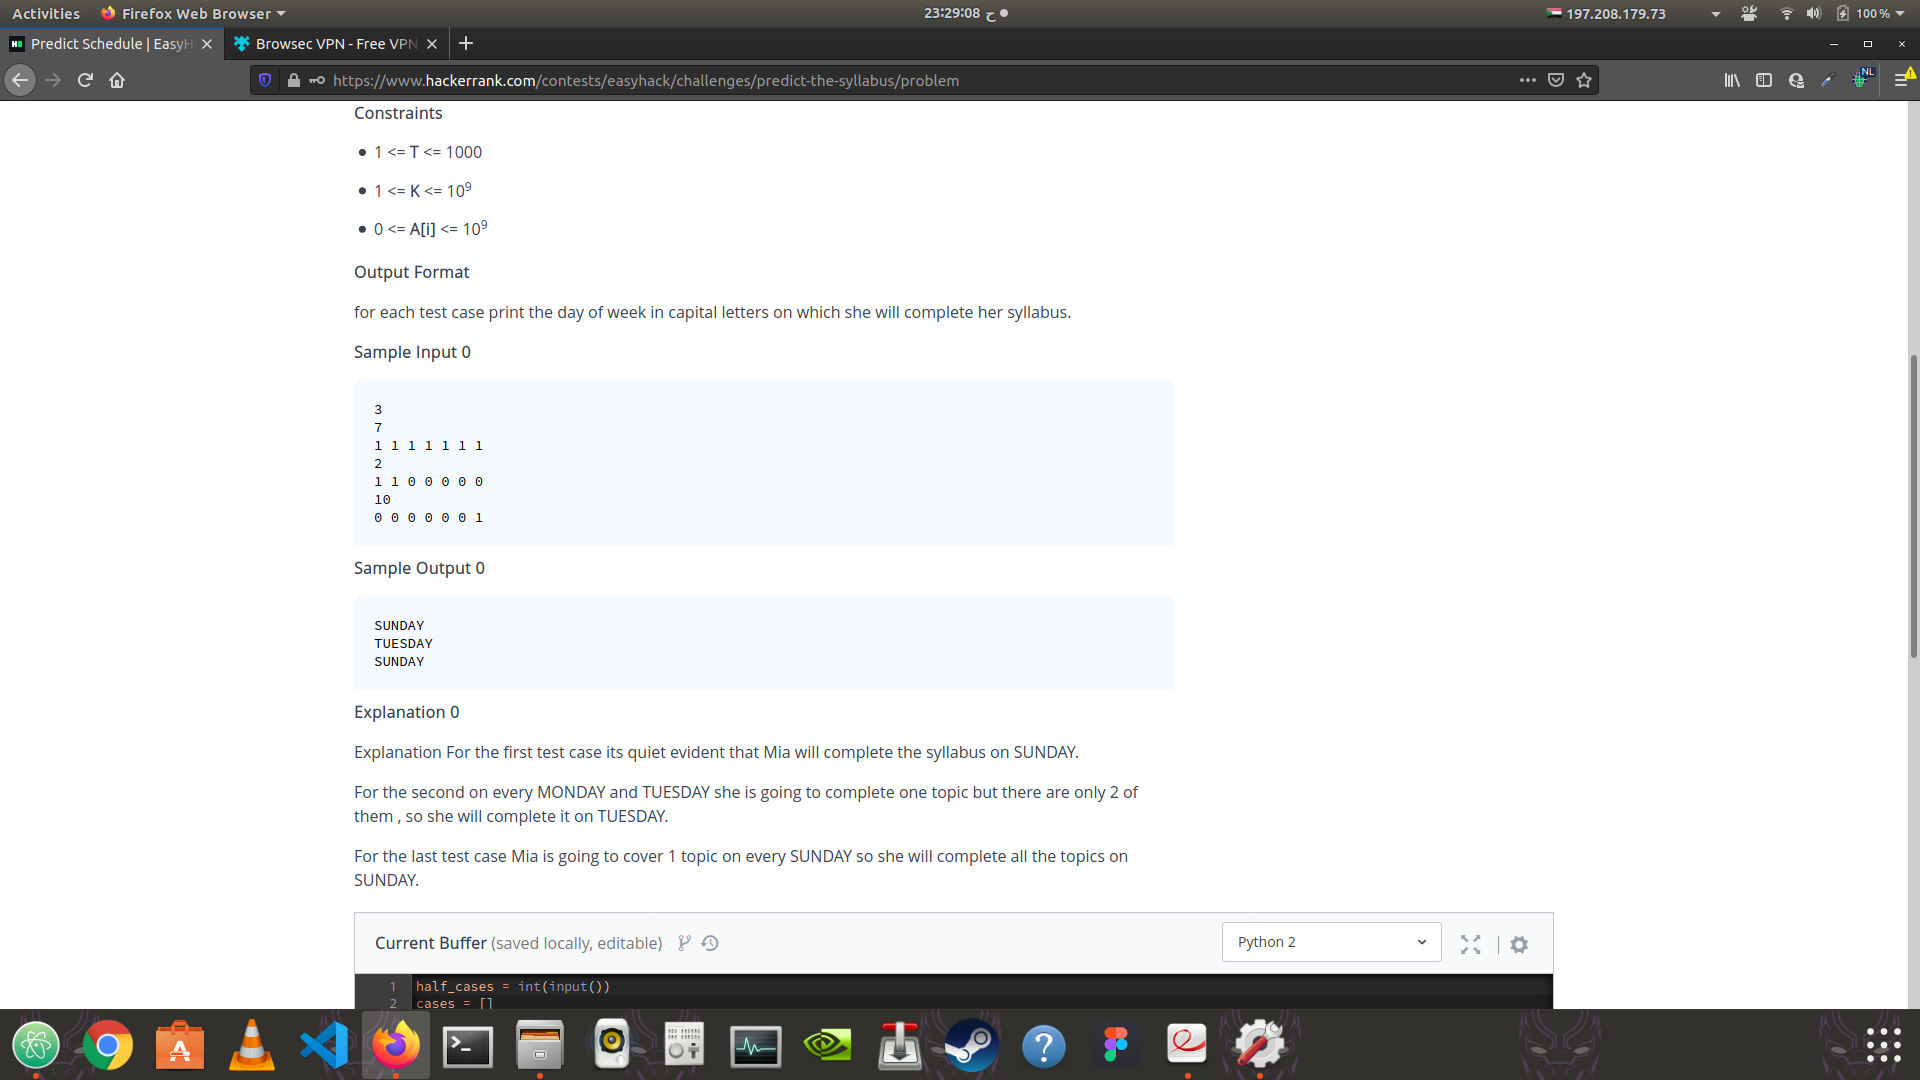 Activities
Firefox Web Browser
23:29:08 ح
197.208.179.73
100 %
Predict Schedule | EasyH
Browsec VPN - Free VPN
https://www.hackerrank.com/contests/easyhack/challenges/predict-the-syllabus/problem
NL
Constraints
1 <= T <= 1000
1 <= K <= 10⁹
0 <= A[i] <= 10⁹
Output Format
for each test case print the day of week in capital letters on which she will complete her syllabus.
Sample Input 0
3
7
1 1 1 1 1 1 1
2
1 1 0 0 0 0 0
10
0 0 0 0 0 0 1
Sample Output 0
SUNDAY
TUESDAY
SUNDAY
Explanation 0
Explanation For the first test case its quiet evident that Mia will complete the syllabus on SUNDAY.
For the second on every MONDAY and TUESDAY she is going to complete one topic but there are only 2 of
them , so she will complete it on TUESDAY.
For the last test case Mia is going to cover 1 topic on every SUNDAY so she will complete all the topics on
SUNDAY.
Current Buffer (saved locally, editable)
Python 2
1 half_cases = int(input())
2 cases = []